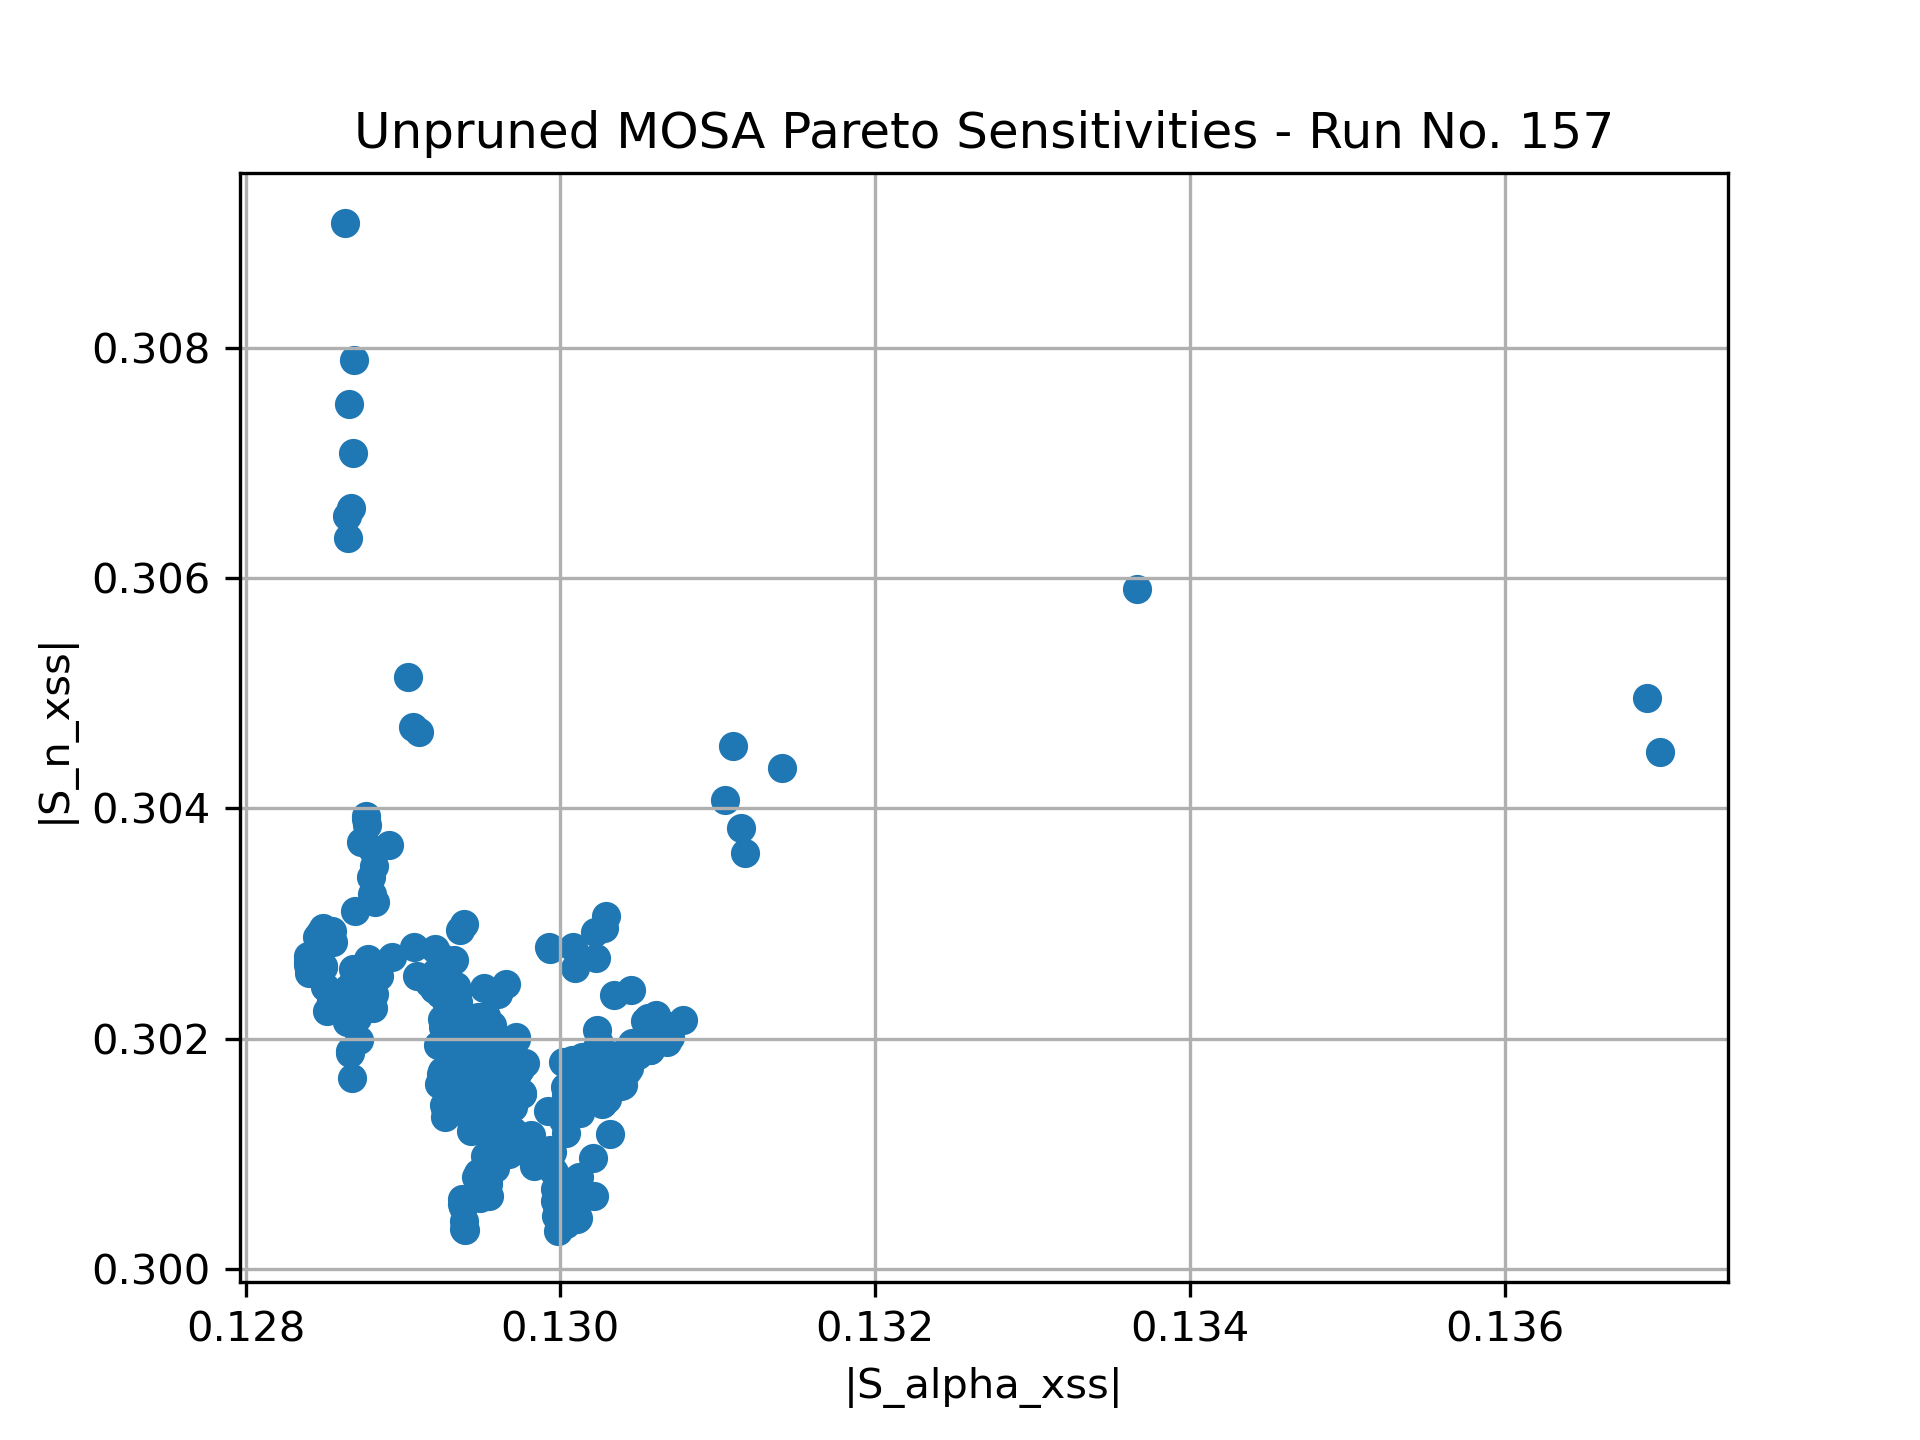 Unpruned MOSA Pareto Sensitivities - Run No. 157
|S_n_xss|
0.308
0.306
0.304
0.302
0.300
0.128 0.130 0.132 0.134 0.136
|S_alpha_xss|